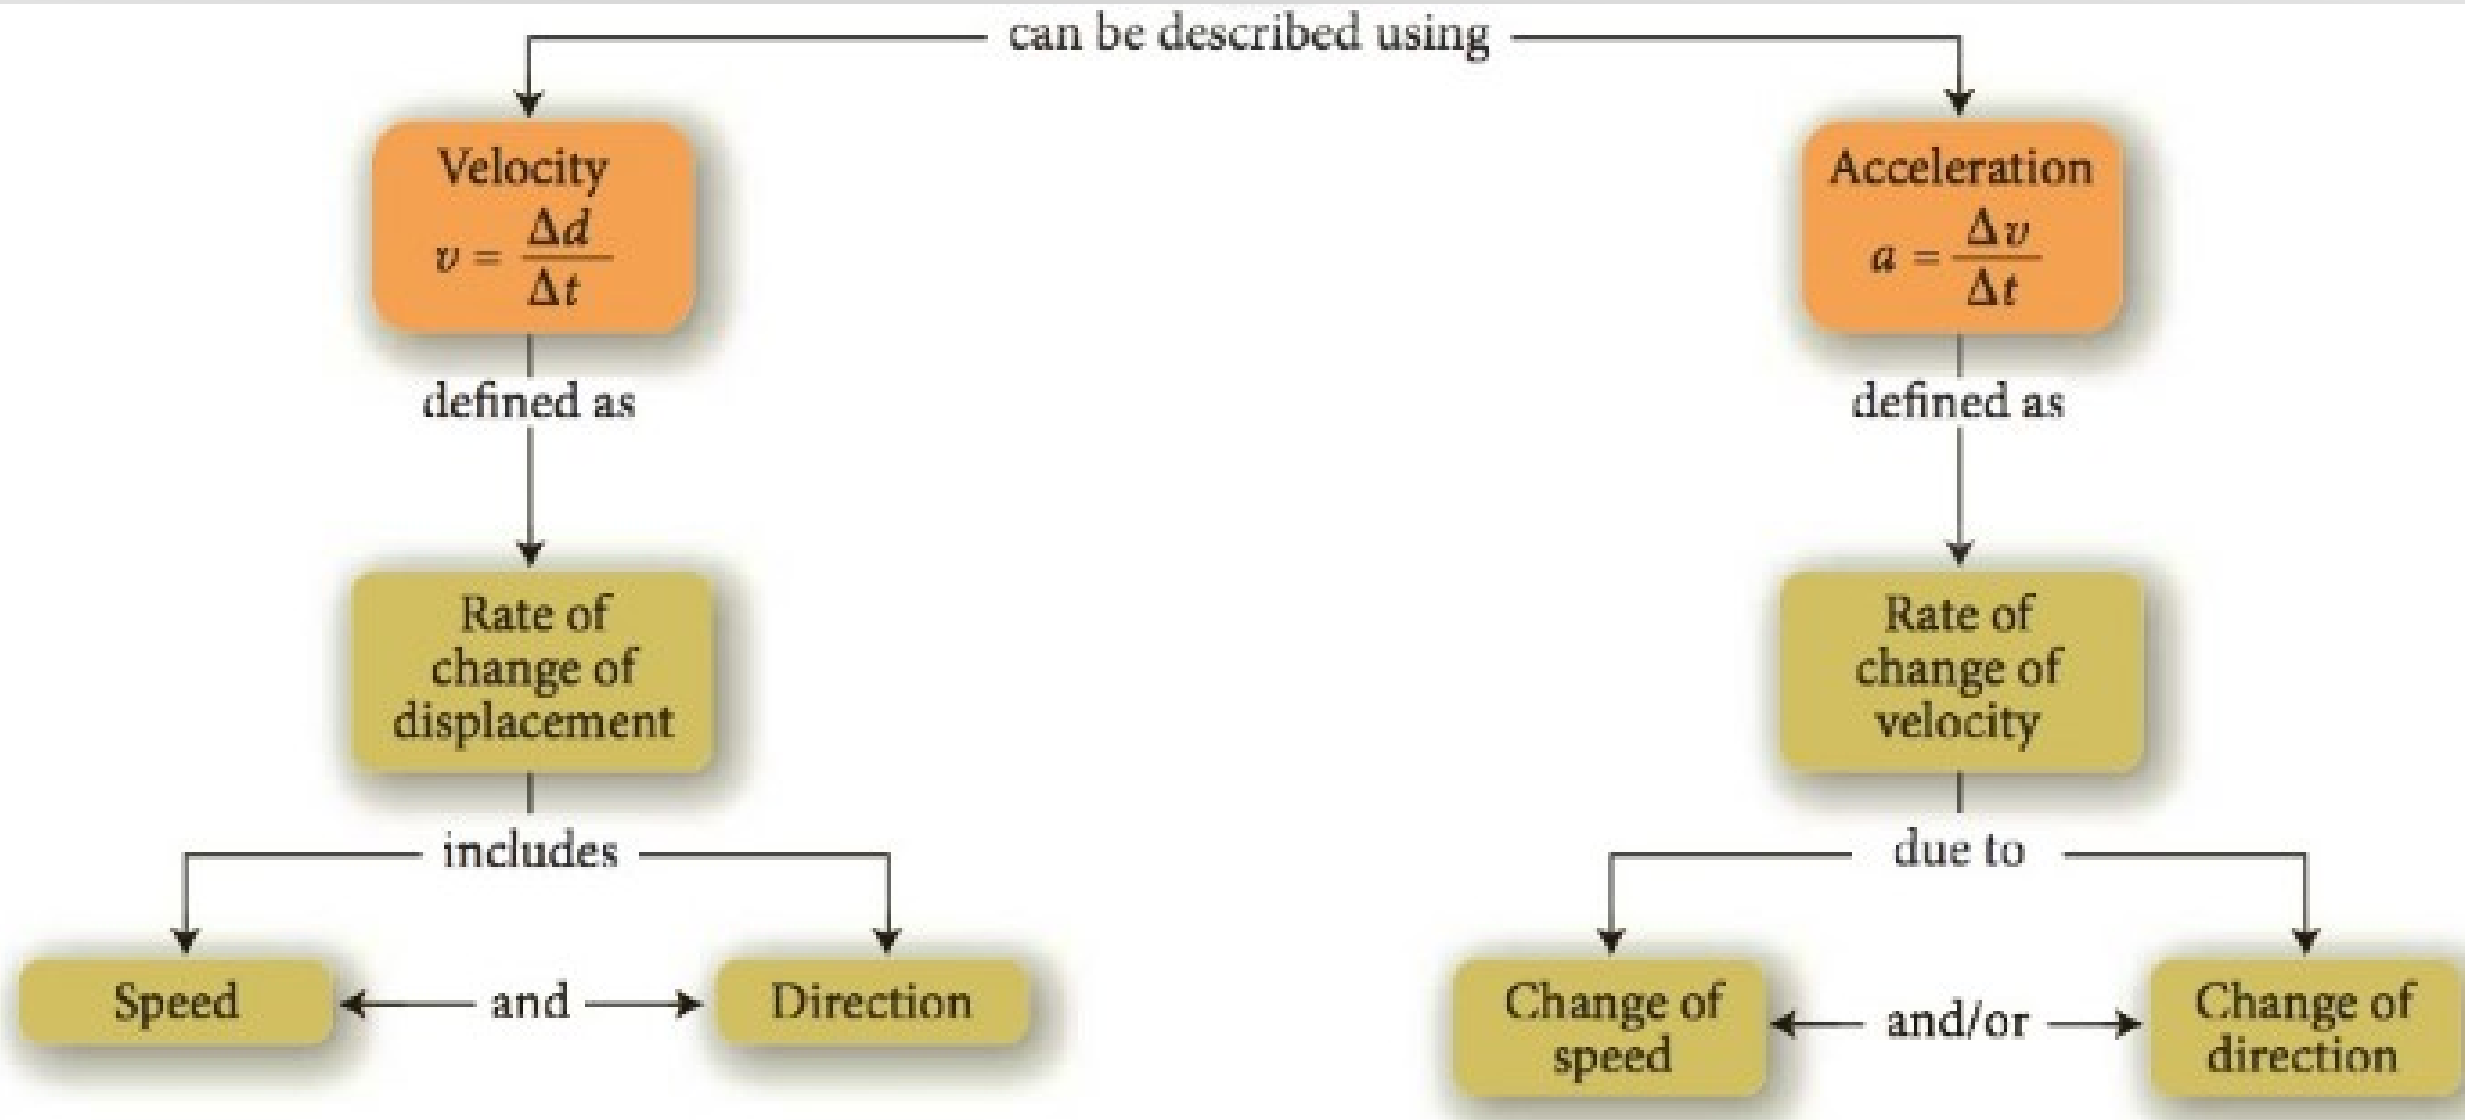 can be described using
Velocity
v = Δd/Δt
Acceleration
a = Δv/Δt
defined as
defined as
Rate of
change of
displacement
Rate of
change of
velocity
includes
due to
Speed
and
Direction
Change of
speed
and/or
Change of
direction